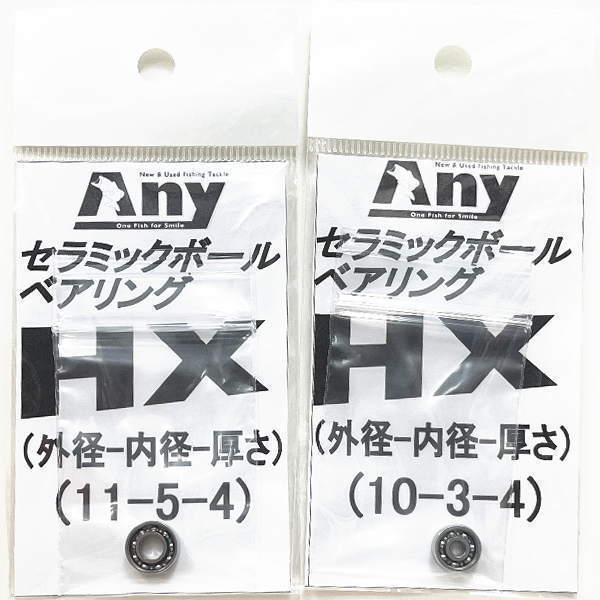 New & Used Fishing Tackle
Any
One Fish for Smile
セラミックボール
ベアリング
HX
(外径-内径-厚さ)
(11-5-4)
New & Used Fishing Tackle
Any
One Fish for Smile
セラミックボール
ベアリング
HX
(外径-内径-厚さ)
(10-3-4)